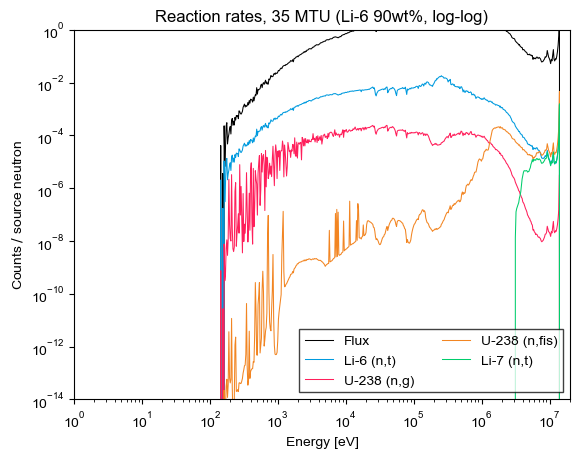 Reaction rates, 35 MTU (Li-6 90wt%, log-log)
Counts / source neutron
10^0
10^-2
10^-4
10^-6
10^-8
10^-10
10^-12
10^-14
Flux
Li-6 (n,t)
U-238 (n,g)
U-238 (n,fis)
Li-7 (n,t)
10^0 10^1 10^2 10^3 10^4 10^5 10^6 10^7
Energy [eV]